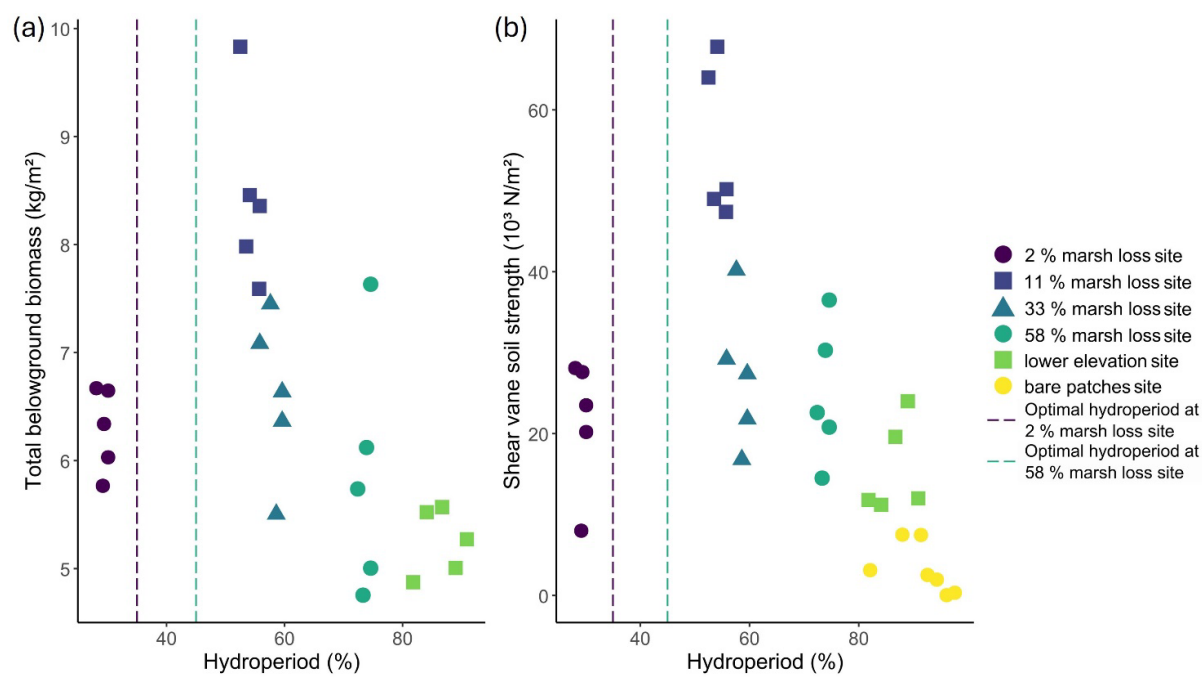 (a)
10
9
8
7
6
5
Total belowground biomass (kg/m²)
40
60
80
Hydroperiod (%)
(b)
60
40
20
0
Shear vane soil strength (10³ N/m²)
40
60
80
Hydroperiod (%)
2 % marsh loss site
11 % marsh loss site
33 % marsh loss site
58 % marsh loss site
lower elevation site
bare patches site
Optimal hydroperiod at
2 % marsh loss site
Optimal hydroperiod at
58 % marsh loss site